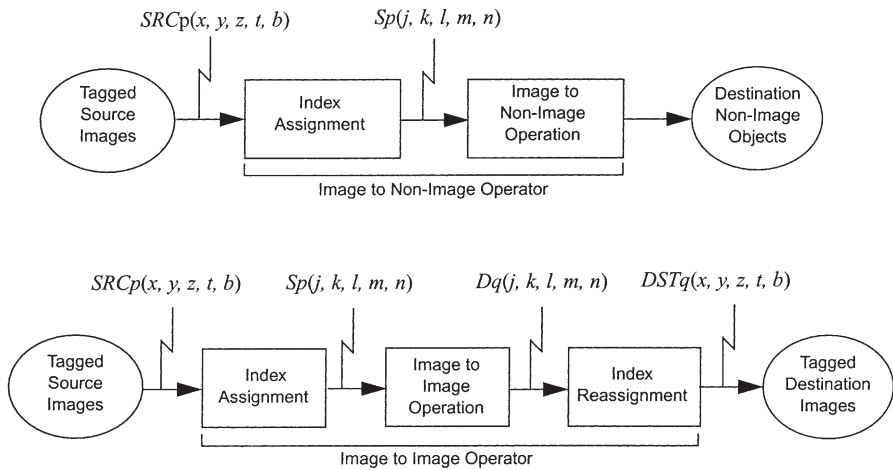 SRCp(x, y, z, t, b)
Sp(j, k, l, m, n)
Tagged
Source
Images
Index
Assignment
Image to
Non-Image
Operation
Destination
Non-Image
Objects
Image to Non-Image Operator
SRCp(x, y, z, t, b)
Sp(j, k, l, m, n)
Dq(j, k, l, m, n)
DSTq(x, y, z, t, b)
Tagged
Source
Images
Index
Assignment
Image to
Image
Operation
Index
Reassignment
Tagged
Destination
Images
Image to Image Operator